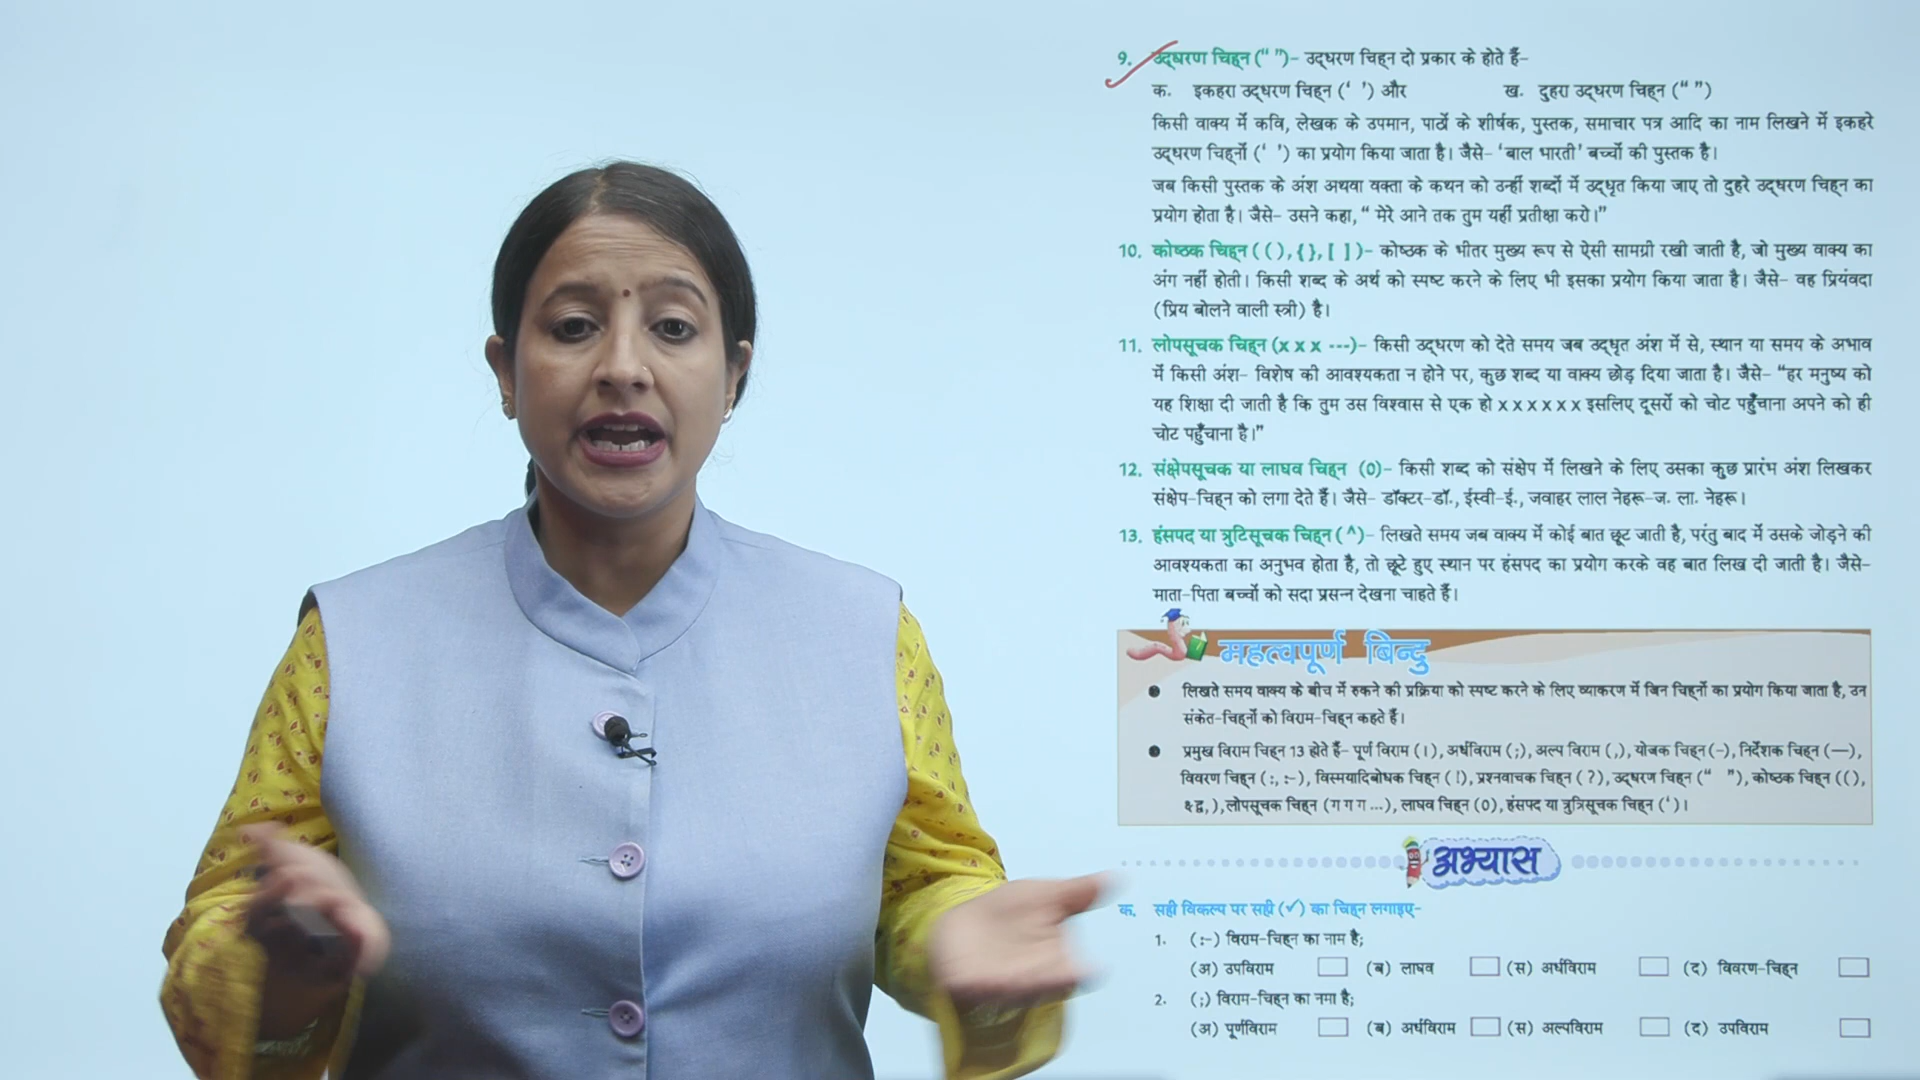 9. उद्धरण चिह्न (“ ”)– उद्धरण चिह्न दो प्रकार के होते हैं–
क. इकहरा उद्धरण चिह्न (‘ ’) और ख. दुहरा उद्धरण चिह्न (“ ”)
किसी वाक्य में कवि, लेखक के उपमान, पाठों के शीर्षक, पुस्तक, समाचार पत्र आदि का नाम लिखने में इकहरे
उद्धरण चिह्नों (‘ ’) का प्रयोग किया जाता है। जैसे– ‘बाल भारती’ बच्चों की पुस्तक है।
जब किसी पुस्तक के अंश अथवा वक्ता के कथन को उन्हीं शब्दों में उद्धृत किया जाए तो दुहरे उद्धरण चिह्न का
प्रयोग होता है। जैसे– उसने कहा, “ मेरे आने तक तुम यहीं प्रतीक्षा करो।”
10. कोष्ठक चिह्न ( ( ), { }, [ ] )– कोष्ठक के भीतर मुख्य रूप से ऐसी सामग्री रखी जाती है, जो मुख्य वाक्य का
अंग नहीं होती। किसी शब्द के अर्थ को स्पष्ट करने के लिए भी इसका प्रयोग किया जाता है। जैसे– वह प्रियंवदा
(प्रिय बोलने वाली स्त्री) है।
11. लोपसूचक चिह्न (x x x ---)– किसी उद्धरण को देते समय जब उद्धृत अंश में से, स्थान या समय के अभाव
में किसी अंश– विशेष की आवश्यकता न होने पर, कुछ शब्द या वाक्य छोड़ दिया जाता है। जैसे– “हर मनुष्य को
यह शिक्षा दी जाती है कि तुम उस विश्वास से एक हो x x x x x x इसलिए दूसरों को चोट पहुँचाना अपने को ही
चोट पहुँचाना है।”
12. संक्षेपसूचक या लाघव चिह्न (0)– किसी शब्द को संक्षेप में लिखने के लिए उसका कुछ प्रारंभ अंश लिखकर
संक्षेप-चिह्न को लगा देते हैं। जैसे– डॉक्टर-डॉ., ईस्वी-ई., जवाहर लाल नेहरू-ज. ला. नेहरू।
13. हंसपद या त्रुटिसूचक चिह्न ( ^ )– लिखते समय जब वाक्य में कोई बात छूट जाती है, परंतु बाद में उसके जोड़ने की
आवश्यकता का अनुभव होता है, तो छूटे हुए स्थान पर हंसपद का प्रयोग करके वह बात लिख दी जाती है। जैसे–
माता-पिता बच्चों को सदा प्रसन्न देखना चाहते हैं।
महत्वपूर्ण बिन्दु
● लिखते समय वाक्य के बीच में रुकने की प्रक्रिया को स्पष्ट करने के लिए व्याकरण में जिन चिह्नों का प्रयोग किया जाता है, उन
संकेत-चिह्नों को विराम-चिह्न कहते हैं।
● प्रमुख विराम चिह्न 13 होते हैं– पूर्ण विराम (।), अर्धविराम (;), अल्प विराम (,), योजक चिह्न (-), निर्देशक चिह्न (—),
विवरण चिह्न (:, :-), विस्मयादिबोधक चिह्न (!), प्रश्नवाचक चिह्न (?), उद्धरण चिह्न (“ ”), कोष्ठक चिह्न ( ( ),
लोपसूचक चिह्न (ग ग ग ...), लाघव चिह्न (0), हंसपद या त्रुत्रिसूचक चिह्न (‘)।
अभ्यास
क. सही विकल्प पर सही (✓) का चिह्न लगाइए–
1. (:-) विराम-चिह्न का नाम है;
(अ) उपविराम (ब) लाघव (स) अर्धविराम (द) विवरण-चिह्न
2. (;) विराम-चिह्न का नमा है;
(अ) पूर्णविराम (ब) अर्धविराम (स) अल्पविराम (द) उपविराम